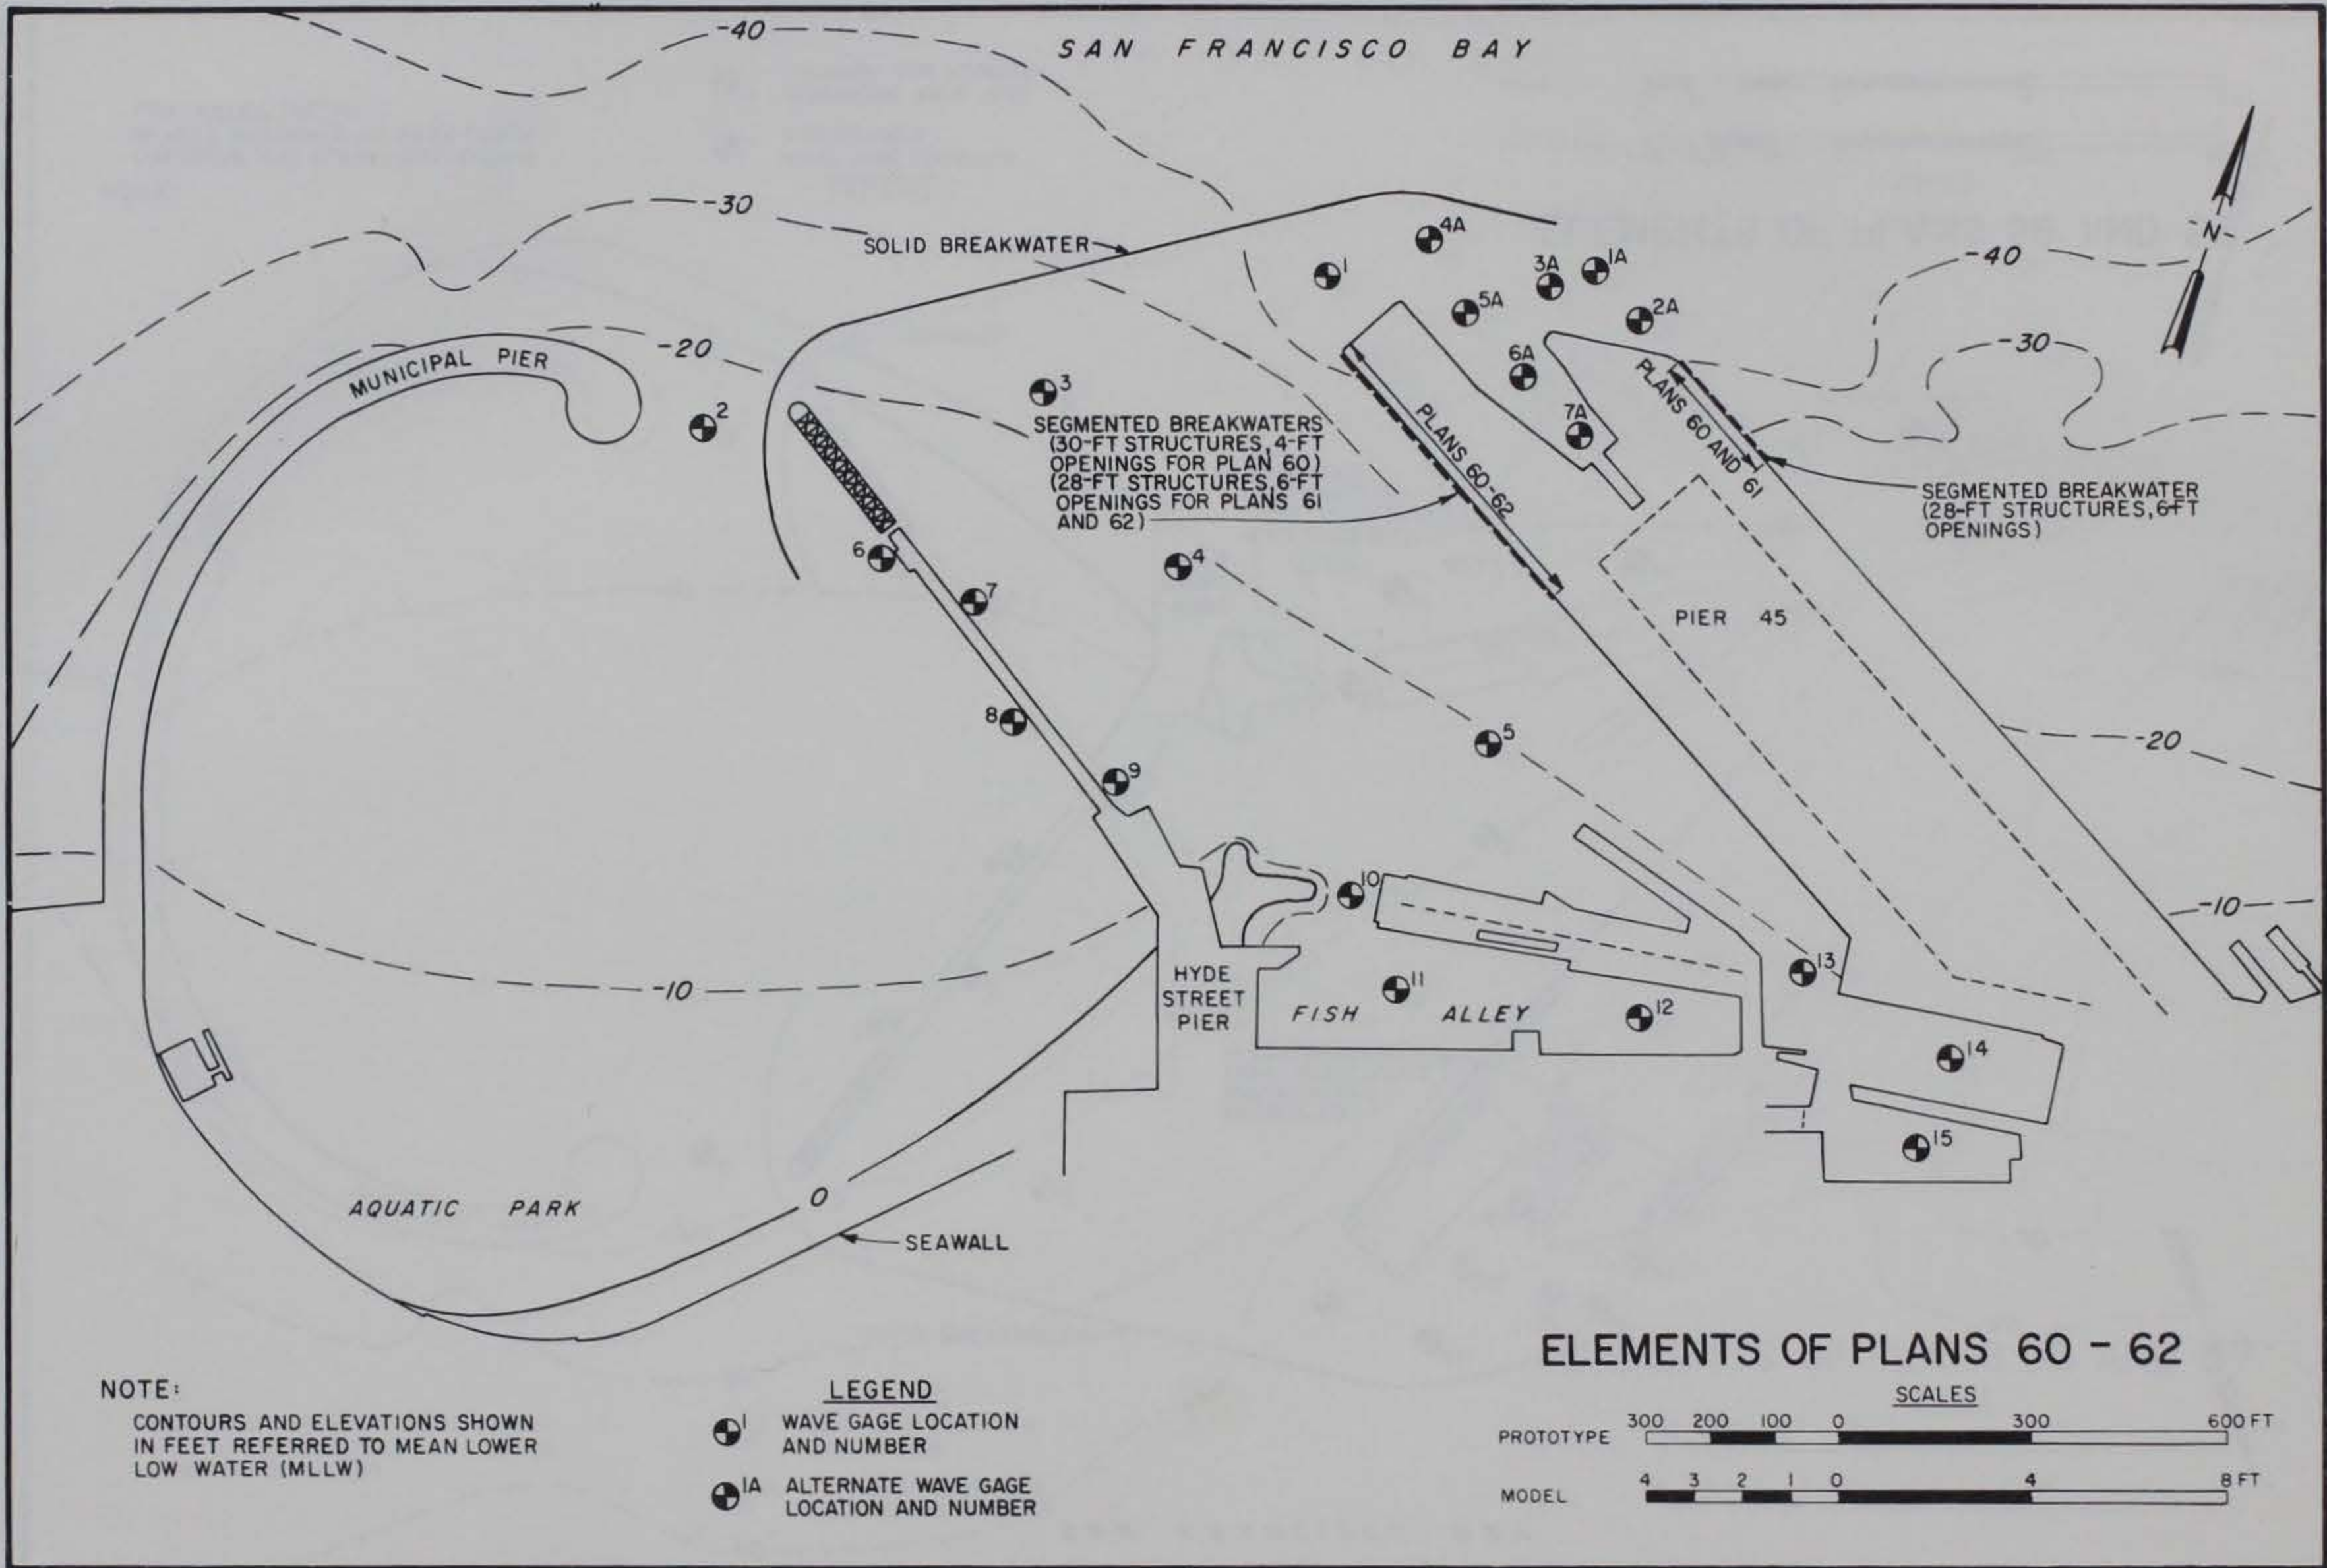 -40
SAN FRANCISCO BAY
-30
SOLID BREAKWATER
4A
1
3A
1A
5A
2A
N
-40
-30
-20
MUNICIPAL PIER
2
3
6A
7A
SEGMENTED BREAKWATERS
(30-FT STRUCTURES, 4-FT
OPENINGS FOR PLAN 60)
(28-FT STRUCTURES, 6-FT
OPENINGS FOR PLANS 61
AND 62)
PLANS 60-62
PLANS 60 AND 61
SEGMENTED BREAKWATER
(28-FT STRUCTURES, 6-FT
OPENINGS)
6
7
4
PIER 45
8
5
9
-20
10
-10
HYDE
STREET
PIER
11
FISH ALLEY
12
13
14
15
-10
AQUATIC PARK
0
SEAWALL
NOTE:
CONTOURS AND ELEVATIONS SHOWN
IN FEET REFERRED TO MEAN LOWER
LOW WATER (MLLW)
LEGEND
1 WAVE GAGE LOCATION
AND NUMBER
1A ALTERNATE WAVE GAGE
LOCATION AND NUMBER
ELEMENTS OF PLANS 60 - 62
SCALES
300 200 100 0 300 600 FT
PROTOTYPE
4 3 2 1 0 4 8 FT
MODEL